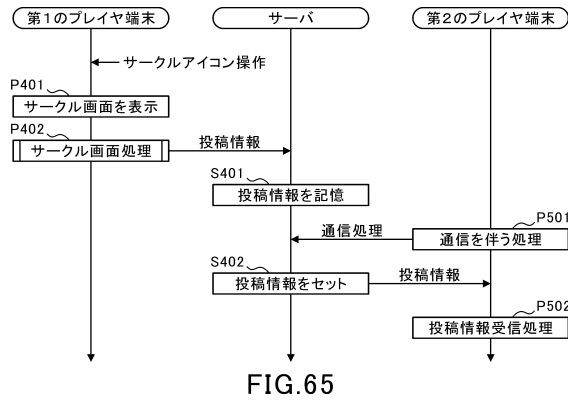 第1のプレイヤ端末
サーバ
第2のプレイヤ端末
サークルアイコン操作
P401
サークル画面を表示
P402
サークル画面処理
投稿情報
S401
投稿情報を記憶
P501
通信処理
通信を伴う処理
S402
投稿情報をセット
投稿情報
P502
投稿情報受信処理
FIG.65